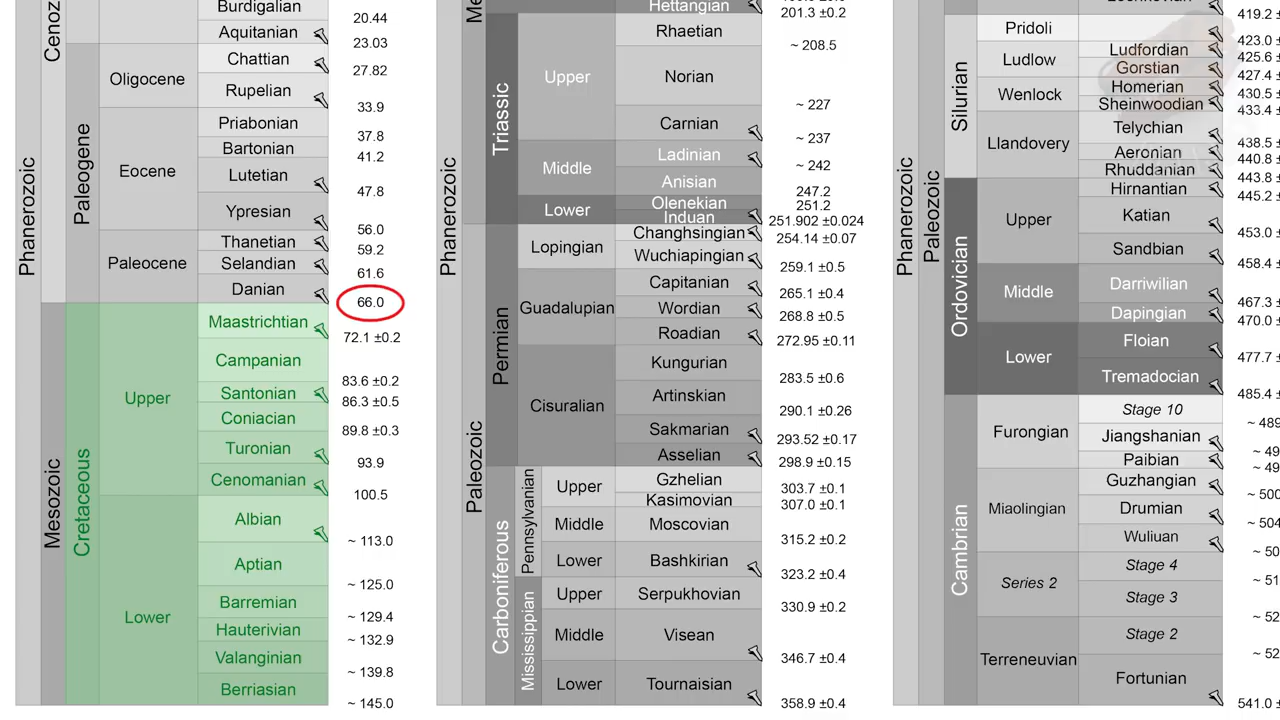 Cenoz
Phanerozoic
Burdigalian
20.44
Aquitanian
23.03
Paleogene
Oligocene
Chattian
27.82
Rupelian
33.9
Eocene
Priabonian
37.8
Bartonian
41.2
Lutetian
47.8
Ypresian
56.0
Paleocene
Thanetian
59.2
Selandian
61.6
Danian
66.0
Mesozoic
Cretaceous
Upper
Maastrichtian
72.1 ±0.2
Campanian
83.6 ±0.2
Santonian
86.3 ±0.5
Coniacian
89.8 ±0.3
Turonian
93.9
Cenomanian
100.5
Lower
Albian
~ 113.0
Aptian
~ 125.0
Barremian
~ 129.4
Hauterivian
~ 132.9
Valanginian
~ 139.8
Berriasian
~ 145.0
Phanerozoic
Me
Hettangian
201.3 ±0.2
Triassic
Upper
Rhaetian
~ 208.5
Norian
~ 227
Carnian
~ 237
Middle
Ladinian
~ 242
Anisian
247.2
Lower
Olenekian
251.2
Induan
251.902 ±0.024
Paleozoic
Permian
Lopingian
Changhsingian
254.14 ±0.07
Wuchiapingian
259.1 ±0.5
Guadalupian
Capitanian
265.1 ±0.4
Wordian
268.8 ±0.5
Roadian
272.95 ±0.11
Cisuralian
Kungurian
283.5 ±0.6
Artinskian
290.1 ±0.26
Sakmarian
293.52 ±0.17
Asselian
298.9 ±0.15
Carboniferous
Pennsylvanian
Upper
Gzhelian
303.7 ±0.1
Kasimovian
307.0 ±0.1
Middle
Moscovian
315.2 ±0.2
Lower
Bashkirian
323.2 ±0.4
Mississippian
Upper
Serpukhovian
330.9 ±0.2
Middle
Visean
346.7 ±0.4
Lower
Tournaisian
358.9 ±0.4
Phanerozoic
Paleozoic
419.2 ±
Silurian
Pridoli
423.0 ±
Ludlow
Ludfordian
425.6 ±
Gorstian
427.4 ±
Wenlock
Homerian
430.5 ±
Sheinwoodian
433.4 ±
Llandovery
Telychian
438.5 ±
Aeronian
440.8 ±
Rhuddanian
443.8 ±
Ordovician
Upper
Hirnantian
445.2 ±
Katian
453.0 ±
Sandbian
458.4 ±
Middle
Darriwilian
467.3 ±
Dapingian
470.0 ±
Lower
Floian
477.7 ±
Tremadocian
485.4 ±
Cambrian
Furongian
Stage 10
~ 489
Jiangshanian
~ 49
Paibian
~ 49
Miaolingian
Guzhangian
~ 500
Drumian
~ 504
Wuliuan
~ 50
Series 2
Stage 4
~ 51
Stage 3
~ 52
Terreneuvian
Stage 2
~ 52
Fortunian
541.0 ±